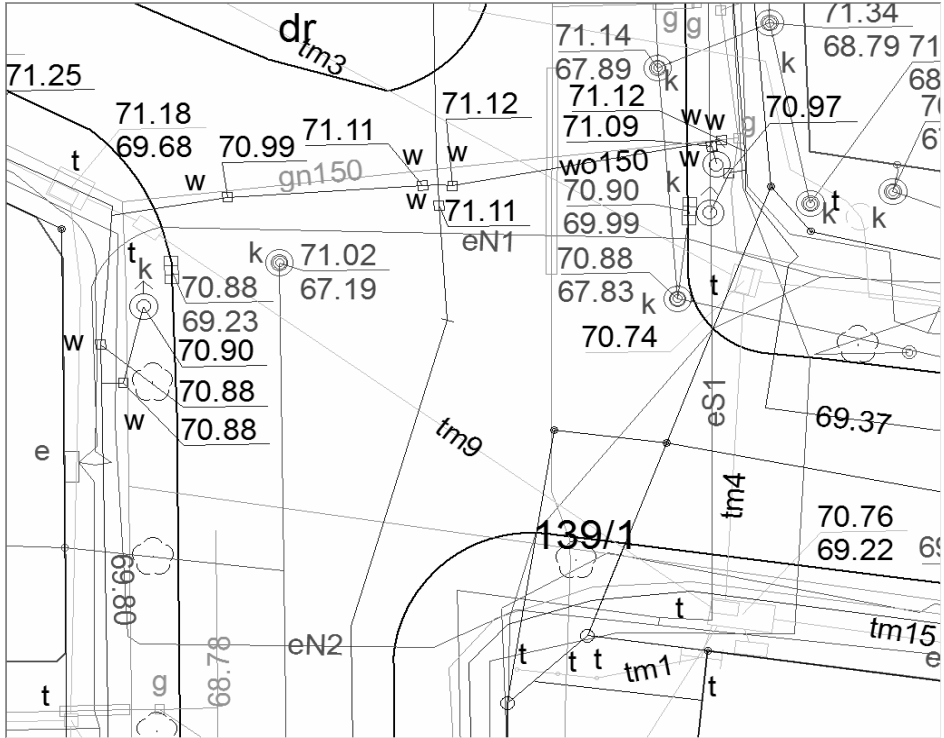 dr
tm3
g
g
71.14
67.89
k
71.34
68.79
71
68
71.25
71.18
69.68
t
70.99
w
71.11
w
71.12
w
w
71.11
gn150
eN1
71.12
71.09
w w
w
wo150
g
70.97
k
70.90
69.99
70.88
67.83
k
t
k
t
k
t
k
71.02
67.19
k
70.88
69.23
70.90
70.88
70.88
w
w
e
70.74
eS1
tm9
69.37
tm4
139/1
70.76
69.22
69
69.80
68.78
eN2
t
g
t
t
t
t
tm1
t
tm15
e